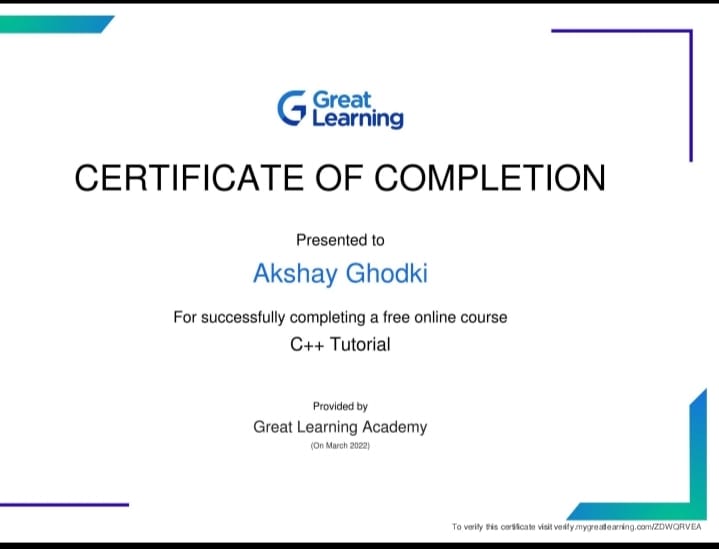 Great
Learning
CERTIFICATE OF COMPLETION
Presented to
Akshay Ghodki
For successfully completing a free online course
C++ Tutorial
Provided by
Great Learning Academy
(On March 2022)
To verify this certificate visit verify.mygreatlearning.com/ZDWQRVEA